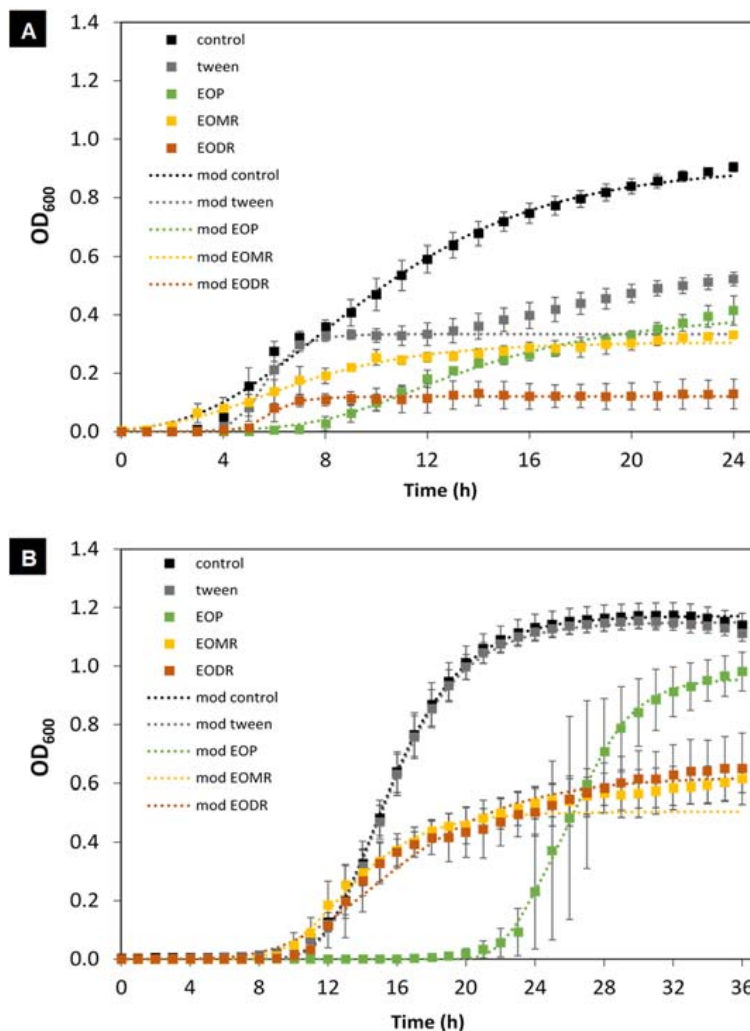 A
1.4
1.2
1.0
0.8
0.6
0.4
0.2
0.0
OD600
control
tween
EOP
EOMR
EODR
mod control
mod tween
mod EOP
mod EOMR
mod EODR
0 4 8 12 16 20 24
Time (h)
B
1.4
1.2
1.0
0.8
0.6
0.4
0.2
0.0
OD600
control
tween
EOP
EOMR
EODR
mod control
mod tween
mod EOP
mod EOMR
mod EODR
0 4 8 12 16 20 24 28 32 36
Time (h)